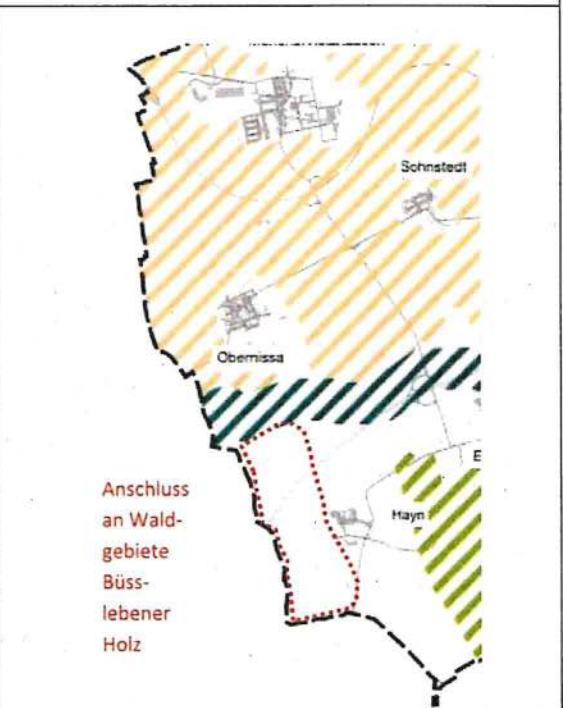 Sohnstedt
Obernissa
E
Hayn
Anschluss
an Wald-
gebiete
Büss-
lebener
Holz